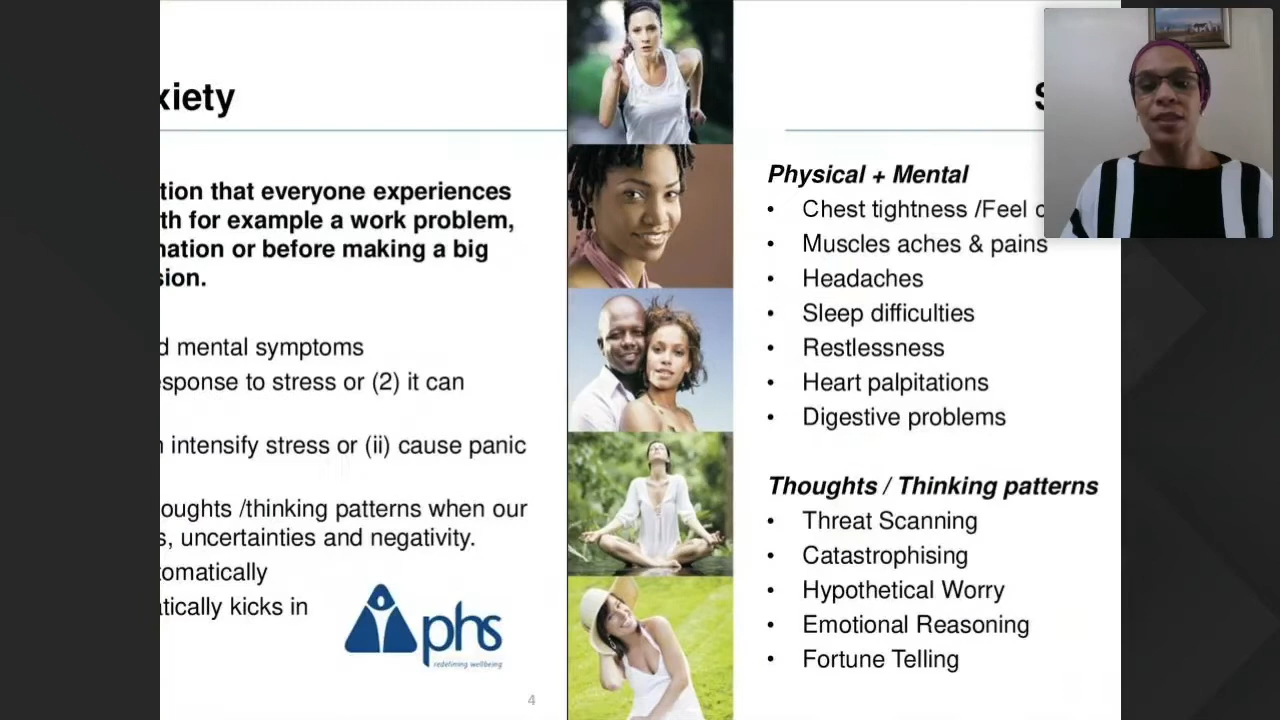 xiety
tion that everyone experiences
th for example a work problem,
nation or before making a big
sion.
d mental symptoms
esponse to stress or (2) it can
intensify stress or (ii) cause panic
oughts /thinking patterns when our
s, uncertainties and negativity.
tomatically
atically kicks in
phs
redefining wellbeing
4
S
Physical + Mental
• Chest tightness /Feel
• Muscles aches & pains
• Headaches
• Sleep difficulties
• Restlessness
• Heart palpitations
• Digestive problems
Thoughts / Thinking patterns
• Threat Scanning
• Catastrophising
• Hypothetical Worry
• Emotional Reasoning
• Fortune Telling